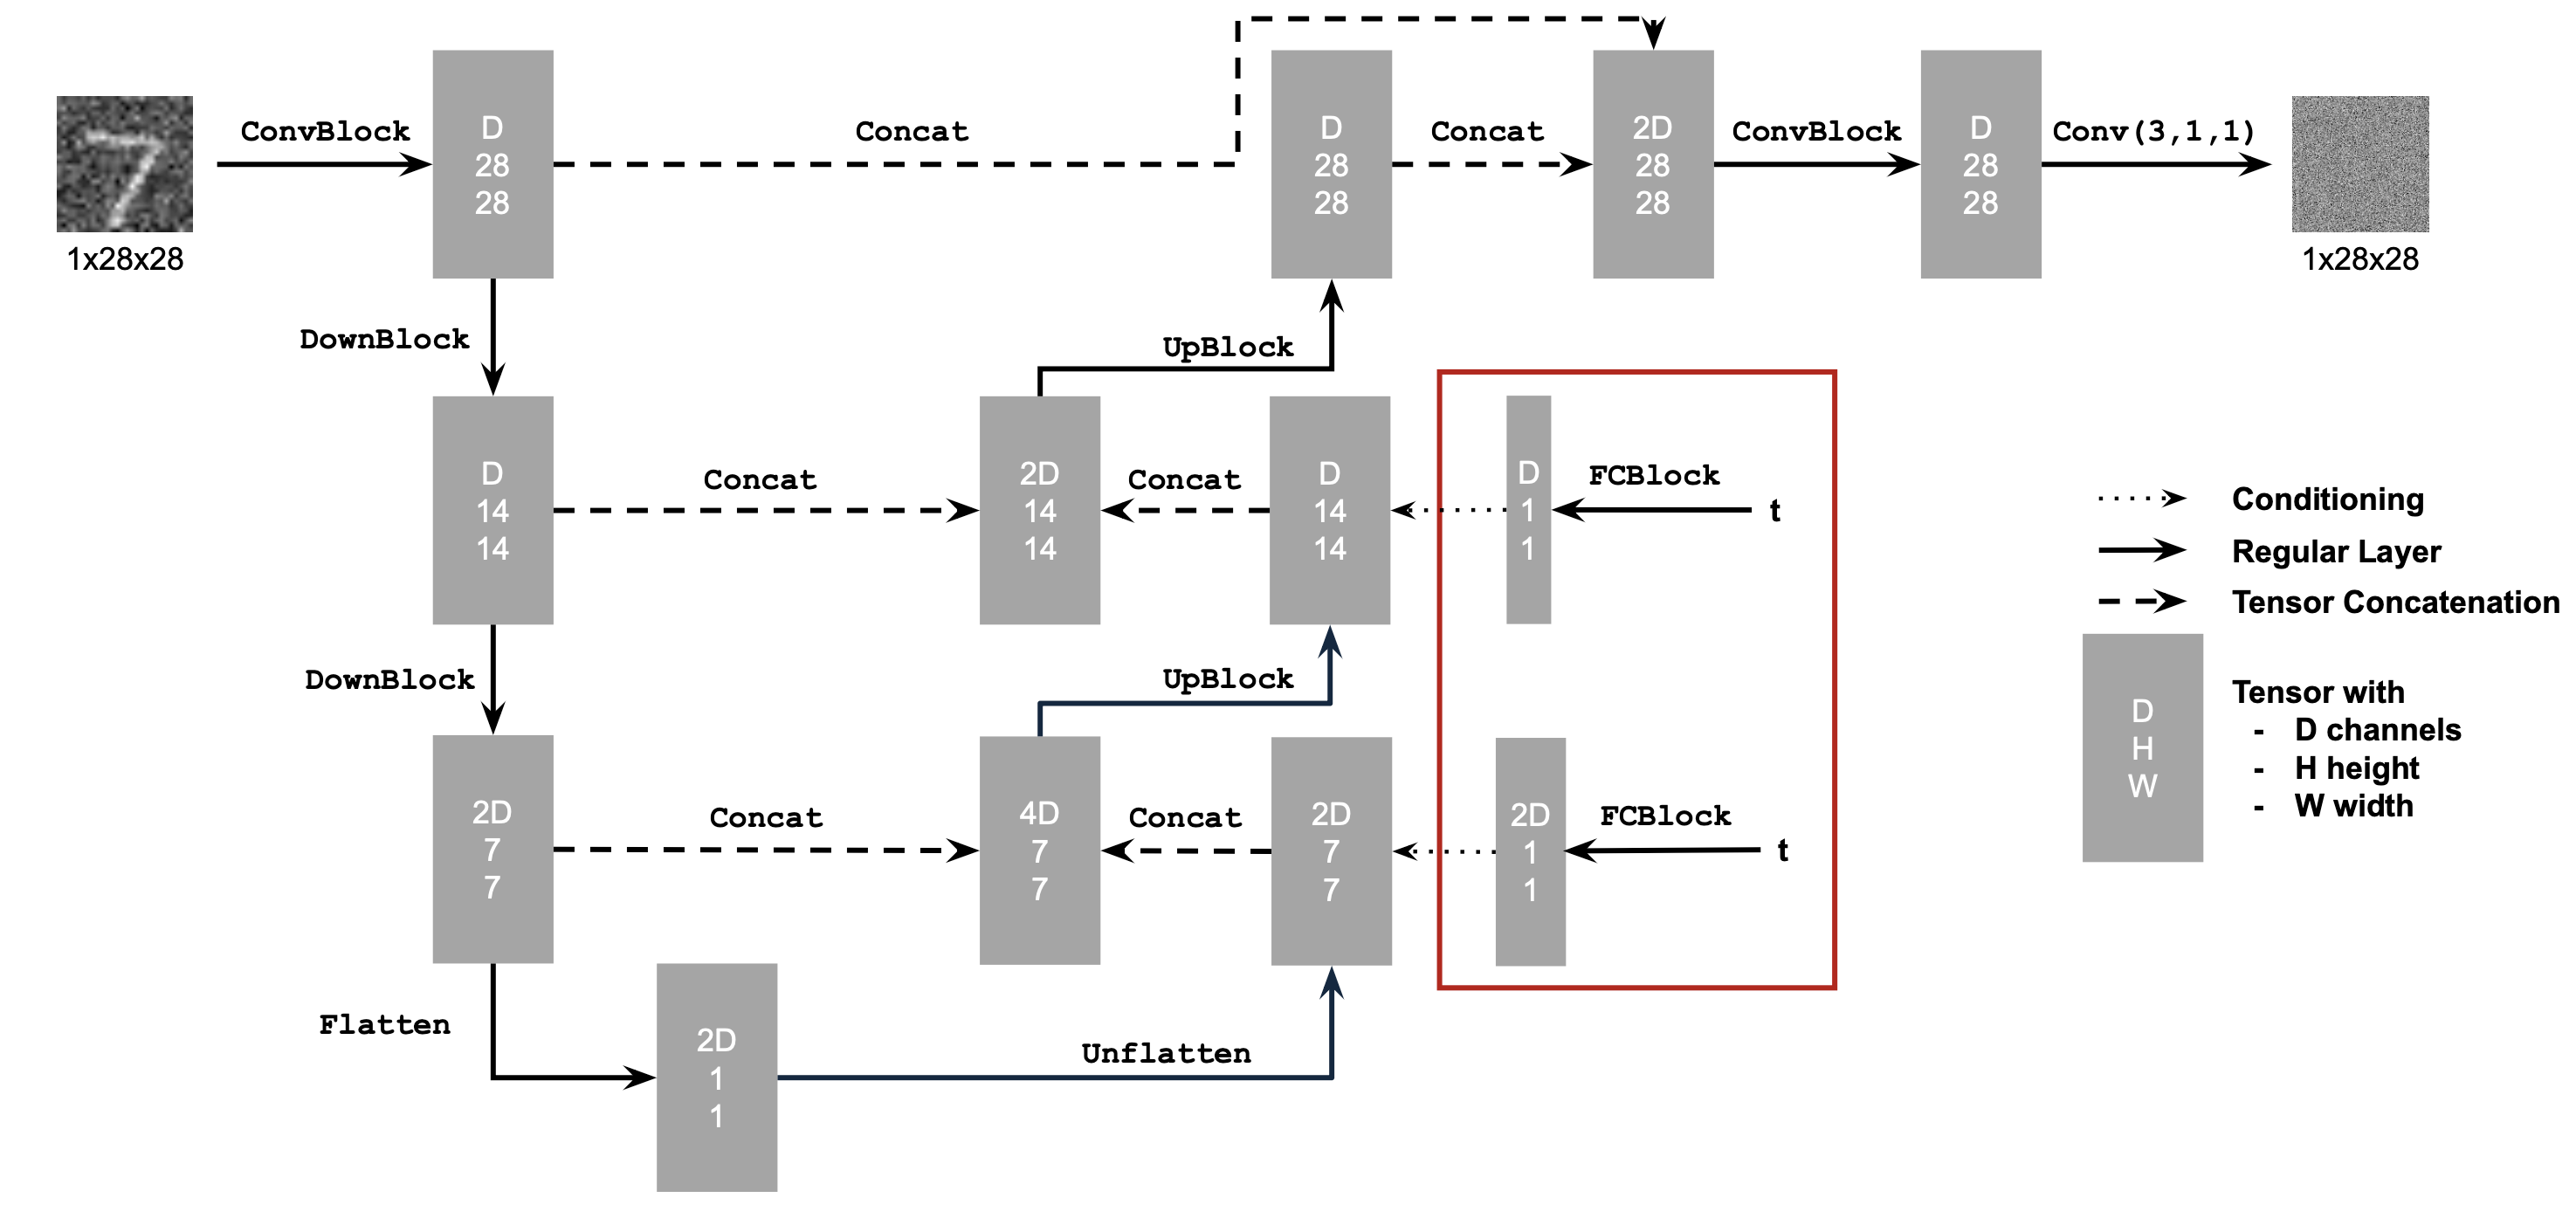 ConvBlock
1x28x28
D
28
28
Concat
D
28
28
Concat
2D
28
28
ConvBlock
D
28
28
Conv(3,1,1)
1x28x28
DownBlock
UpBlock
D
14
14
Concat
2D
14
14
Concat
D
14
14
D
1
1
FCBlock
t
DownBlock
UpBlock
2D
7
7
Concat
4D
7
7
Concat
2D
7
7
2D
1
1
FCBlock
t
Flatten
2D
1
1
Unflatten
Conditioning
Regular Layer
Tensor Concatenation
D
H
W
Tensor with
- D channels
- H height
- W width